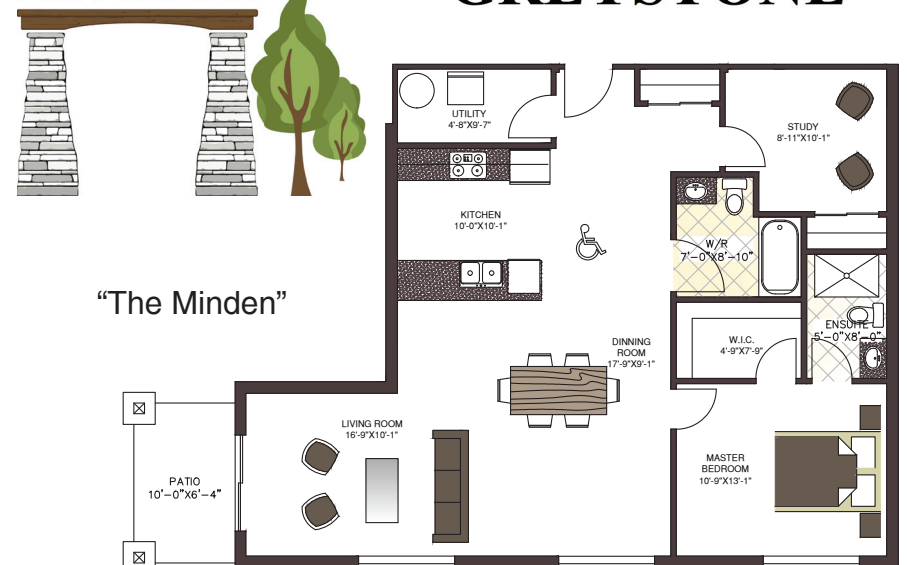 GREYSTONE
UTILITY
4'-8"X9'-7"
STUDY
8'-11"X10'-1"
KITCHEN
10'-0"X10'-1"
W/R
7'-0"X8'-10"
"The Minden"
ENSUITE
5'-0"X8'-0"
W.I.C.
4'-9"X7'-9"
DINNING
ROOM
17'-9"X9'-1"
LIVING ROOM
16'-9"X10'-1"
MASTER
BEDROOM
10'-9"X13'-1"
PATIO
10'-0"X6'-4"